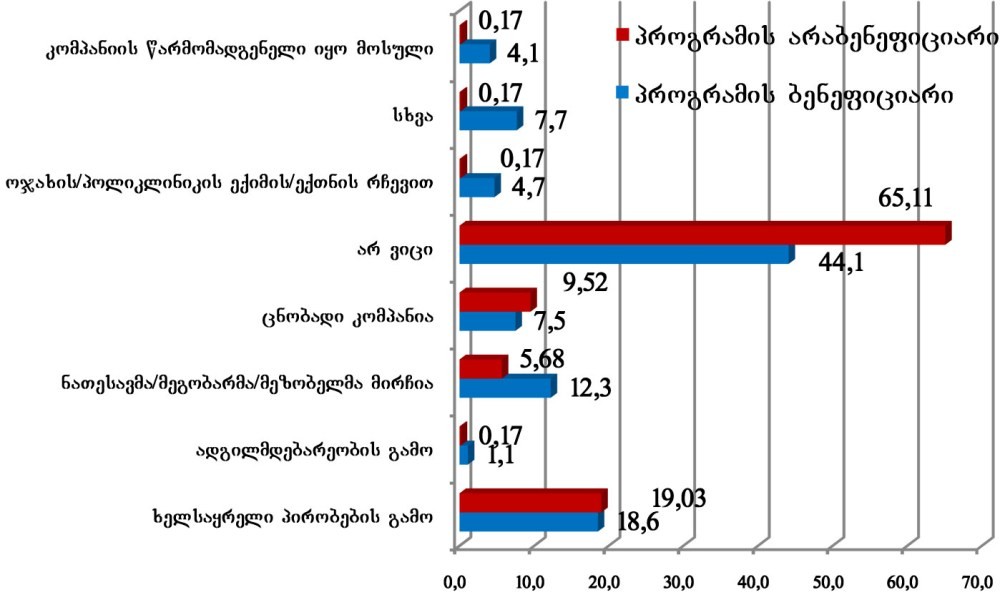 კომპანიის წარმომადგენელი იყო მოსული
0,17
4,1
პროგრამის არაბენეფიციარი
პროგრამის ბენეფიციარი
სხვა
0,17
7,7
ოჯახის/პოლიკლინიკის ექიმის/ექთნის რჩევით
0,17
4,7
არ ვიცი
65,11
44,1
ცნობადი კომპანია
9,52
7,5
ნათესავმა/მეგობარმა/მეზობელმა მირჩია
5,68
12,3
ადგილმდებარეობის გამო
0,17
1,1
ხელსაყრელი პირობების გამო
19,03
18,6
0,0 10,0 20,0 30,0 40,0 50,0 60,0 70,0